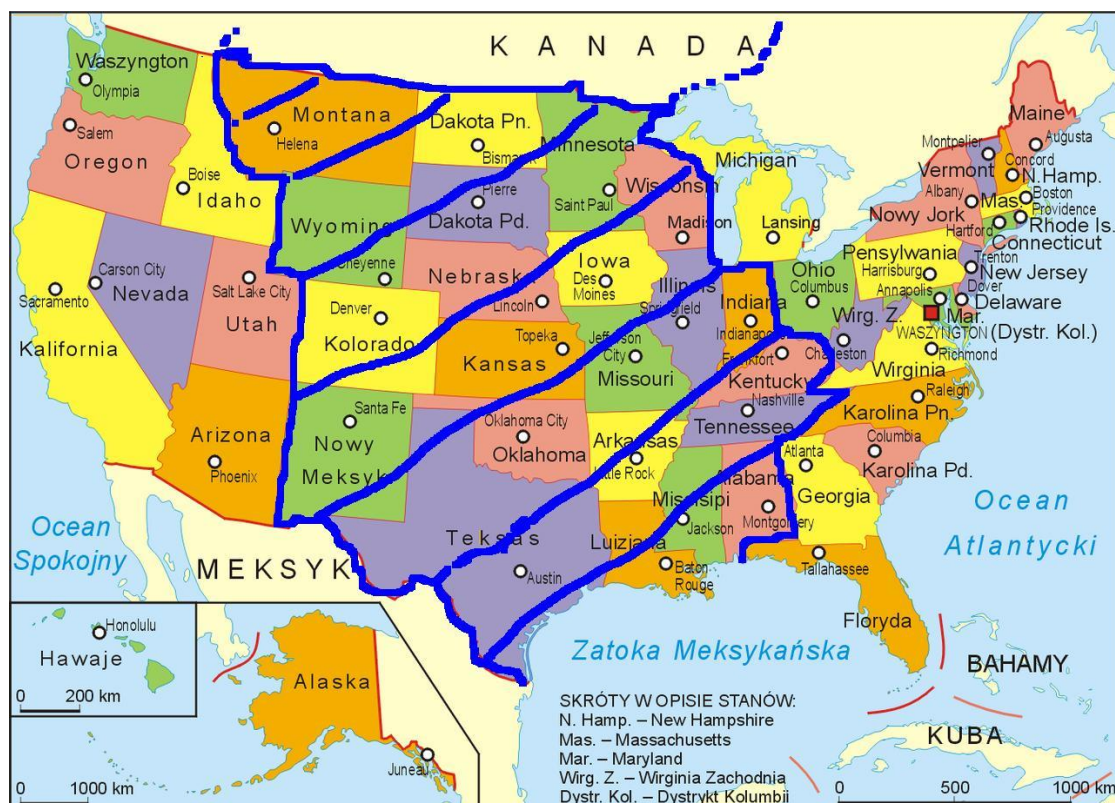 KANADA
Waszyngton
Olympia
Salem
Oregon
Boise
Idaho
Montana
Helena
Dakota Pn.
Bismark
Minnesota
Saint Paul
Wisconsin
Madison
Michigan
Lansing
Maine
Augusta
Montpelier
Vermont
Concord
N.Hamp.
Albany
Mas.
Boston
Nowy Jork
Providence
Hartford
Rhode Is.
Connecticut
Pensylwania
Harrisburg
Trenton
New Jersey
Dover
Annapolis
Delaware
Mar.
WASZYNGTON (Dystr. Kol.)
Ohio
Columbus
Wirg. Z.
Charleston
Richmond
Wirginia
Raleigh
Karolina Pn.
Columbia
Karolina Pd.
Wyoming
Cheyenne
Pierre
Dakota Pd.
Nebraska
Lincoln
Iowa
Des
Moines
Illinois
Springfield
Indiana
Indianapolis
Frankfort
Kentucky
Nashville
Tennessee
Carson City
Nevada
Sacramento
Kalifornia
Salt Lake City
Utah
Denver
Kolorado
Topeka
Kansas
Jefferson
City
Missouri
Arizona
Phoenix
Santa Fe
Nowy
Meksyk
Oklahoma City
Oklahoma
Arkansas
Little Rock
Missisipi
Jackson
Alabama
Montgomery
Atlanta
Georgia
Teksas
Austin
Luizjana
Baton
Rouge
Tallahassee
Floryda
Ocean
Spokojny
MEKSYK
Ocean
Atlantycki
Zatoka Meksykańska
BAHAMY
KUBA
Honolulu
Hawaje
0 200 km
Alaska
Juneau
0 1000 km
SKRÓTY W OPISIE STANÓW:
N. Hamp. – New Hampshire
Mas. – Massachusetts
Mar. – Maryland
Wirg. Z. – Wirginia Zachodnia
Dystr. Kol. – Dystrykt Kolumbii
0 500 1000 km